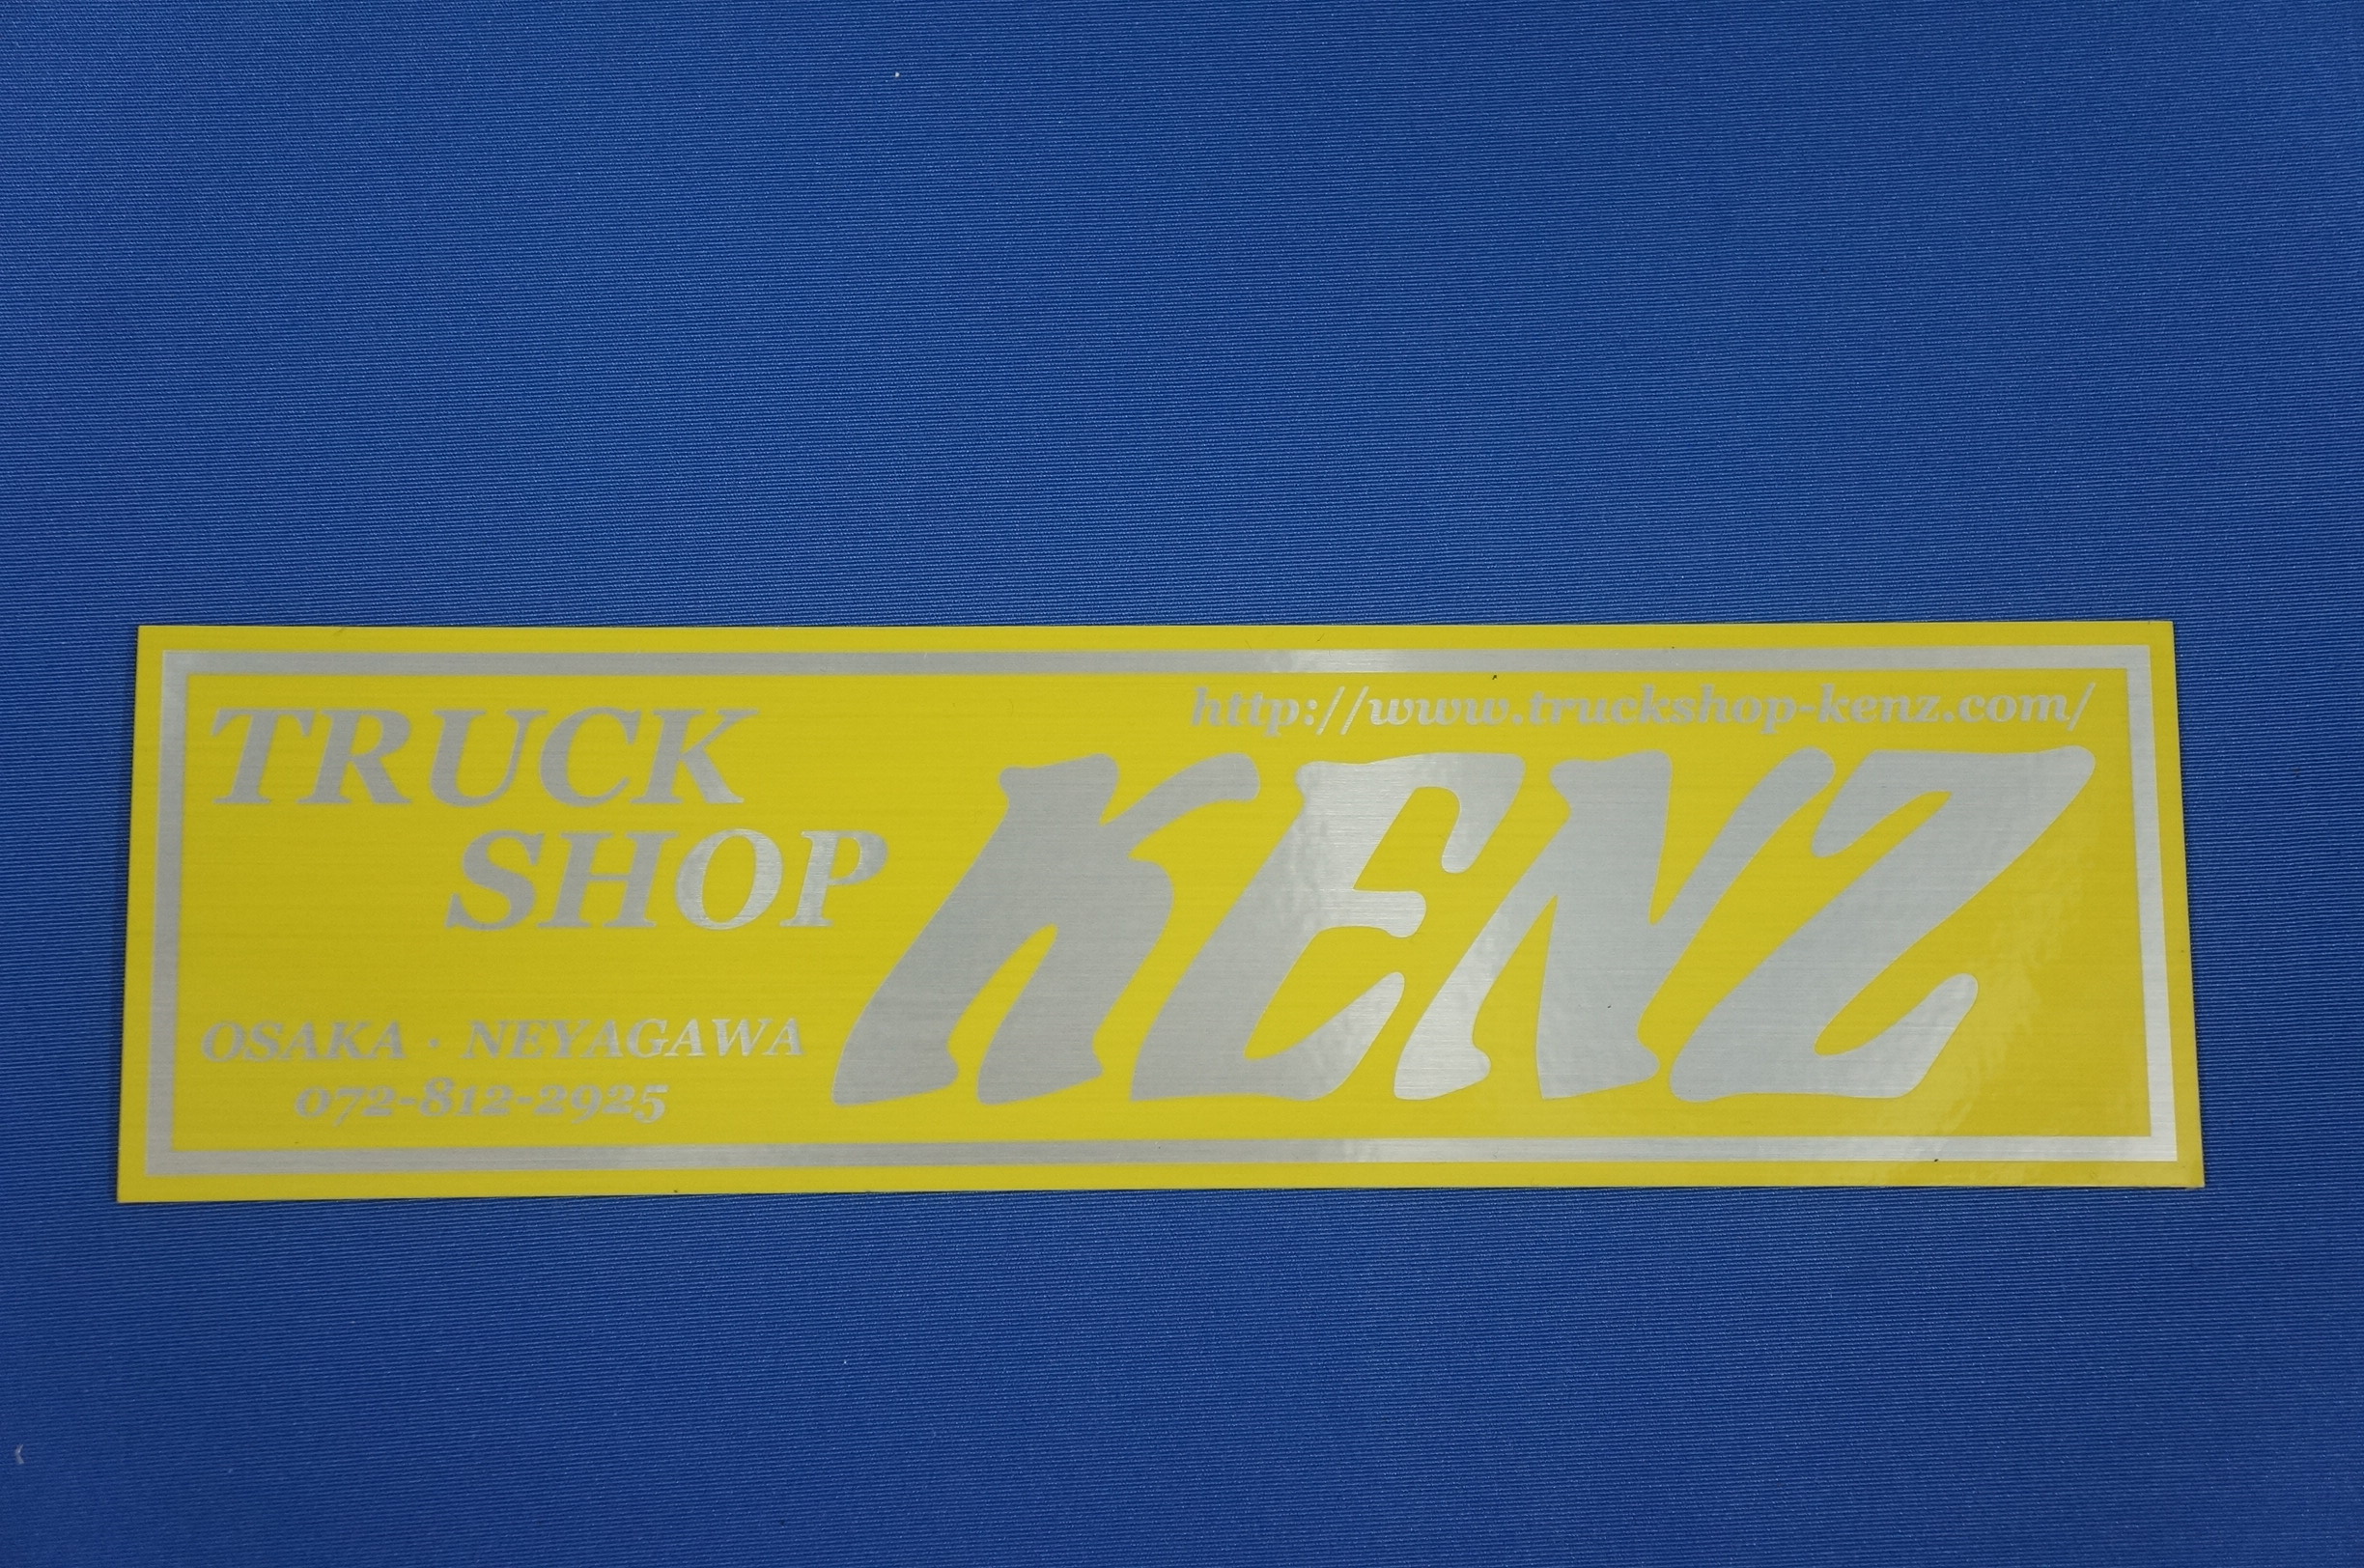 TRUCK
SHOP
OSAKA・NEYAGAWA
072-812-2925
http://www.truckshop-kenz.com/
KENZ